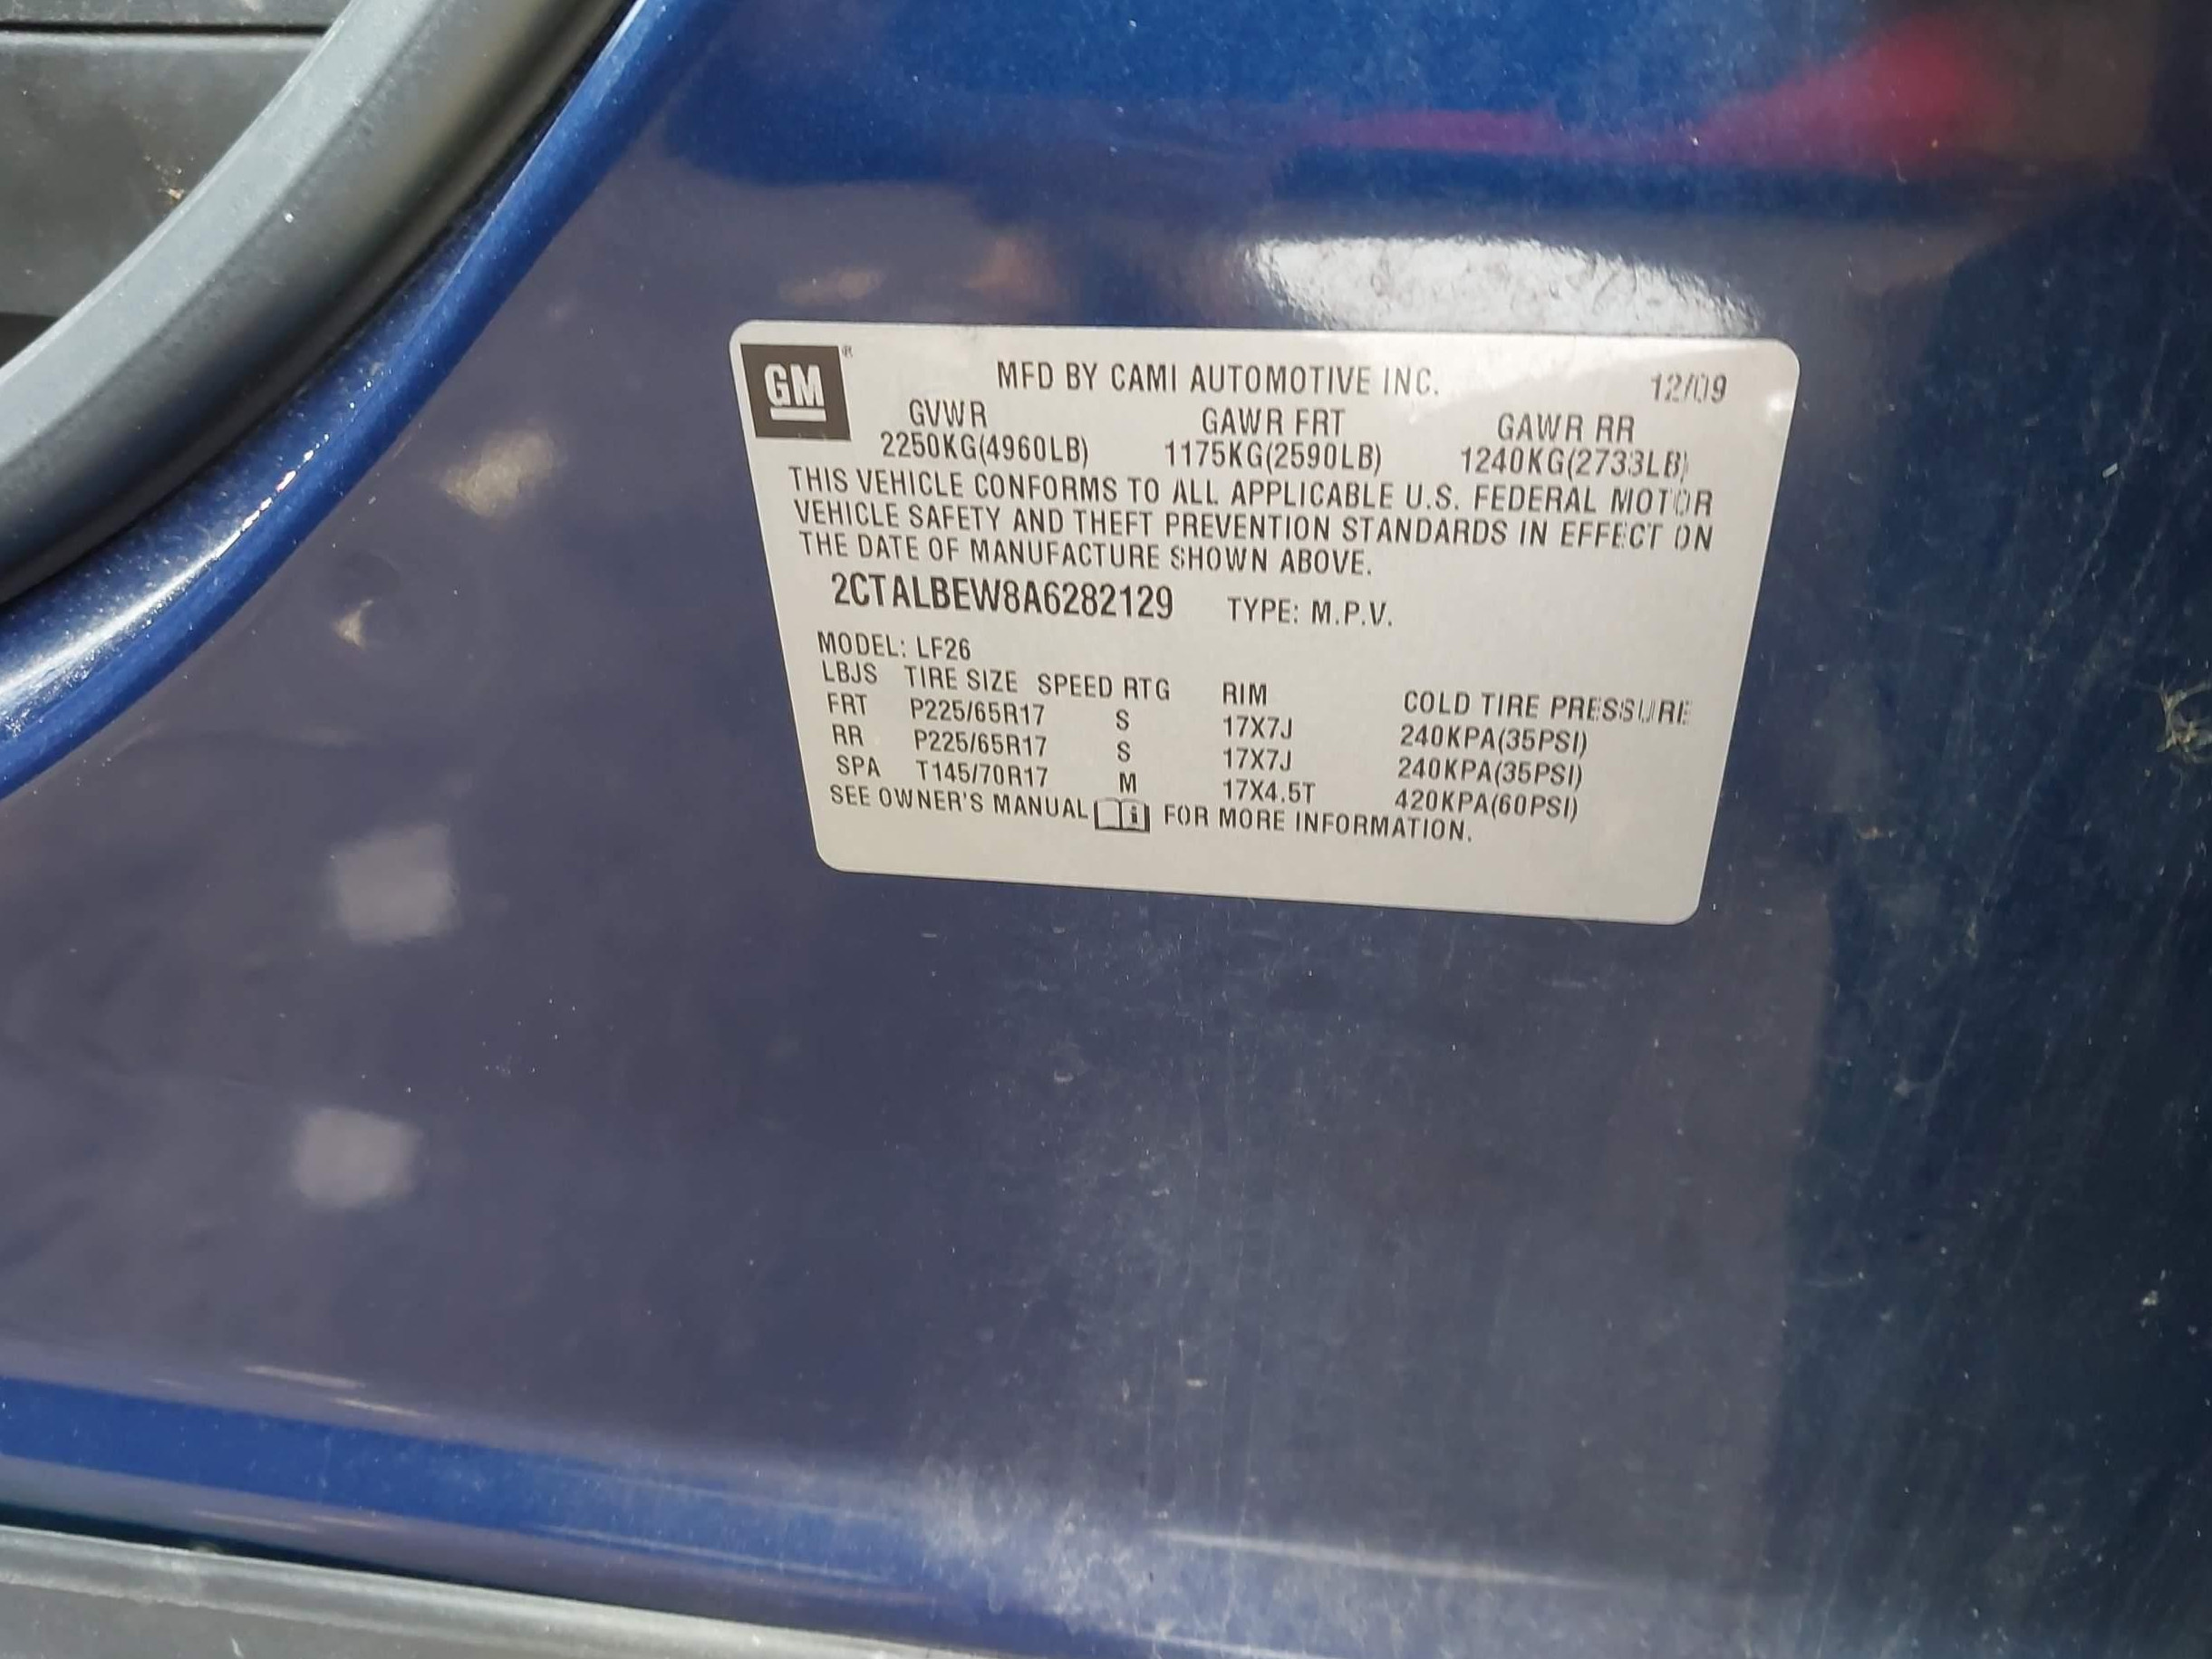 GM®
MFD BY CAMI AUTOMOTIVE INC. 12/09
GVWR GAWR FRT GAWR RR
2250KG(4960LB) 1175KG(2590LB) 1240KG(2733LB)
THIS VEHICLE CONFORMS TO ALL APPLICABLE U.S. FEDERAL MOTOR
VEHICLE SAFETY AND THEFT PREVENTION STANDARDS IN EFFECT ON
THE DATE OF MANUFACTURE SHOWN ABOVE.
2CTALBEW8A6282129 TYPE: M.P.V.
MODEL: LF26
LBJS TIRE SIZE SPEED RTG RIM COLD TIRE PRESSURE
FRT P225/65R17 S 17X7J 240KPA(35PSI)
RR P225/65R17 S 17X7J 240KPA(35PSI)
SPA T145/70R17 M 17X4.5T 420KPA(60PSI)
SEE OWNER'S MANUAL i FOR MORE INFORMATION.